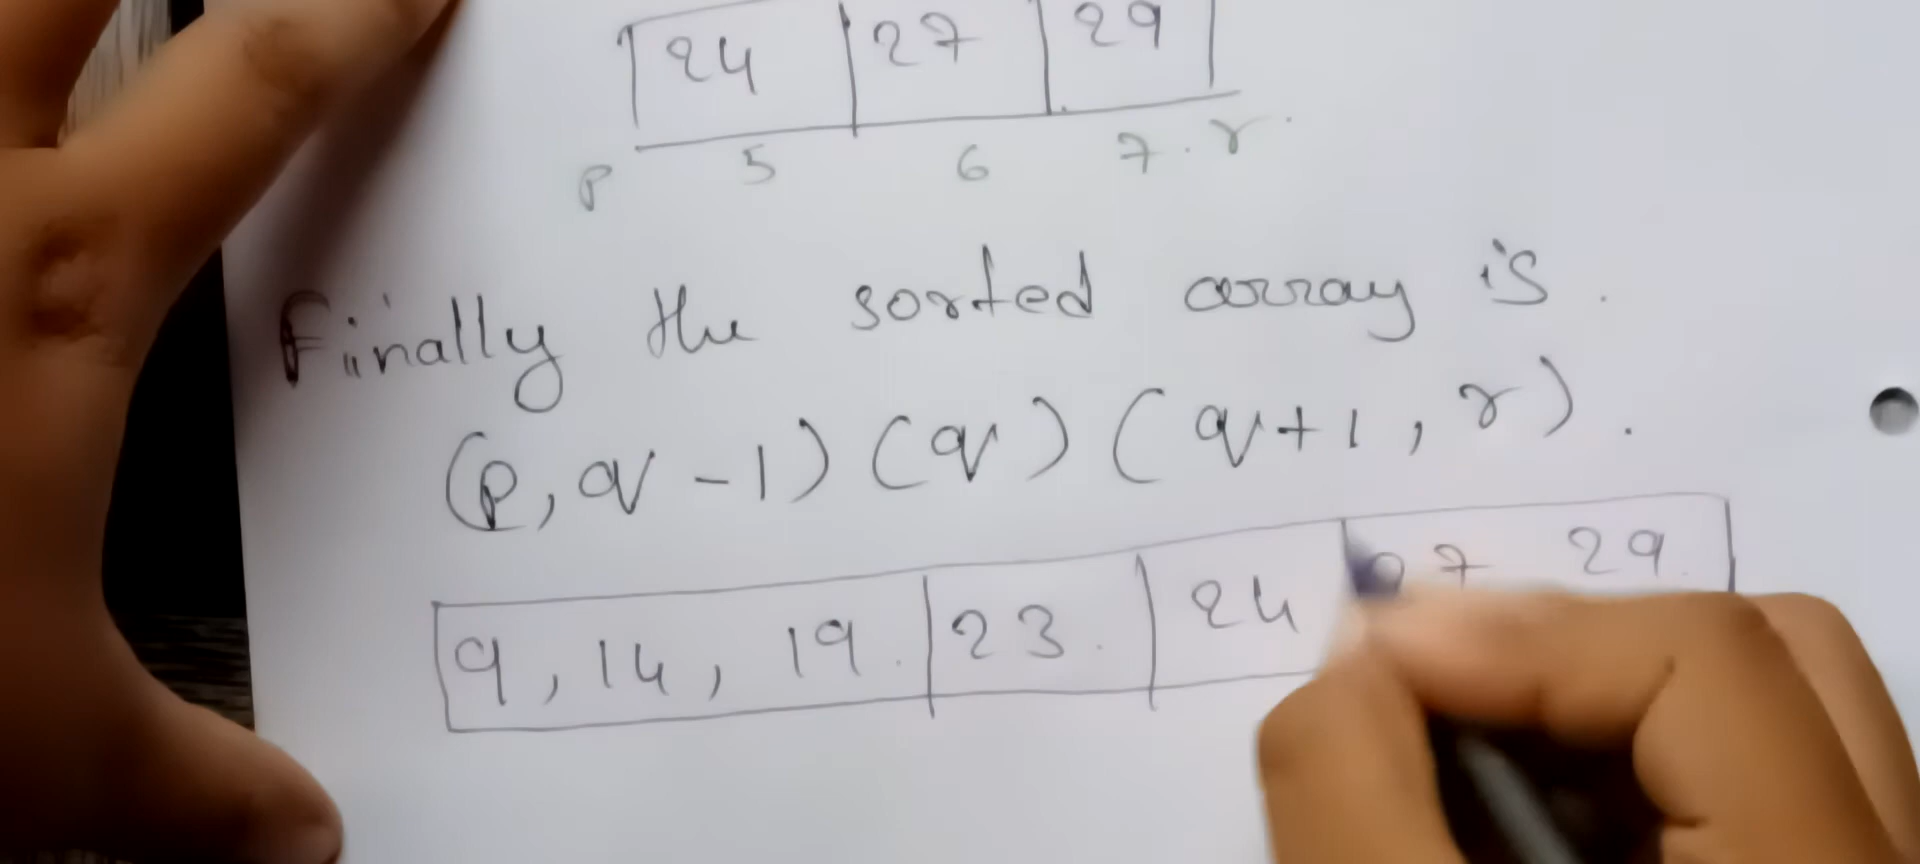 24 27 29
p 5 6 7. r.
Finally the sorted array is.
(p, q - 1) (q) (q + 1, r).
9, 14, 19. 23. 24 27 29.